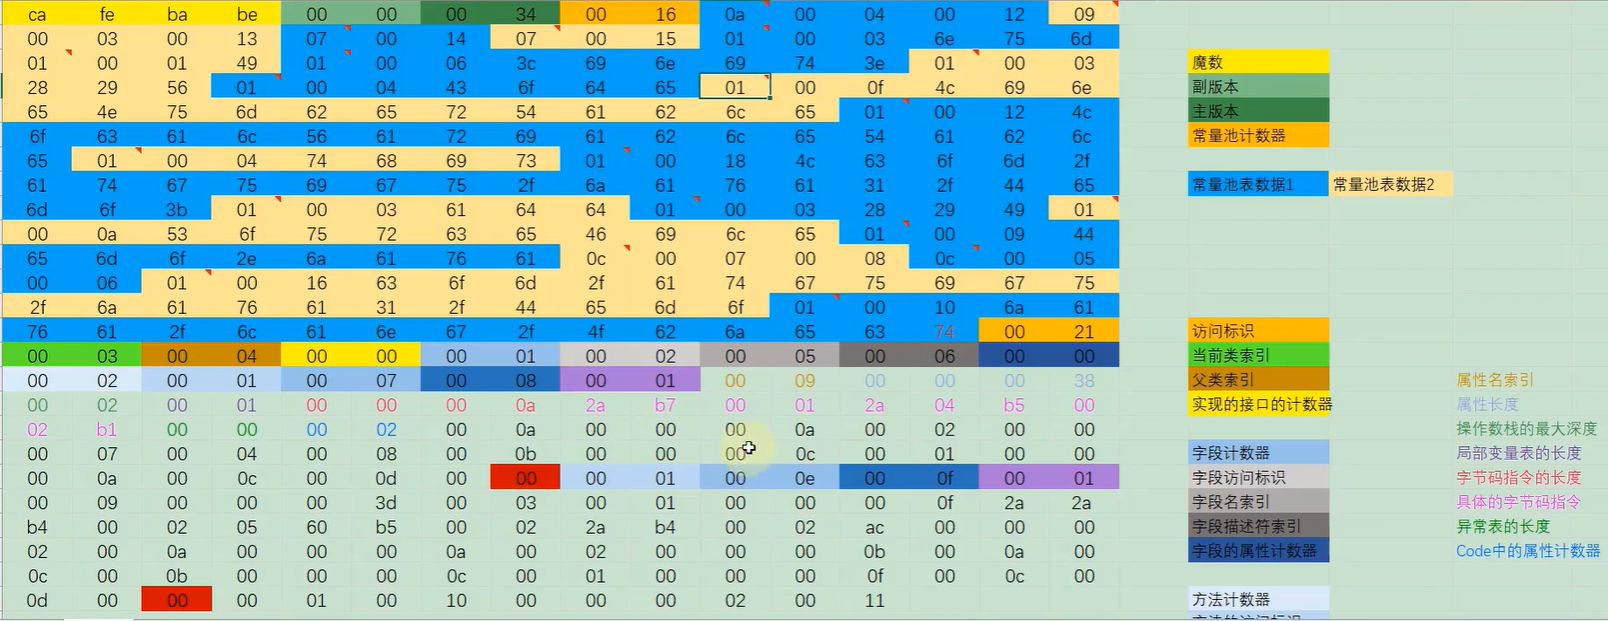 ca fe ba be 00 00 00 34 00 16 0a 00 04 00 12 09
00 03 00 13 07 00 14 07 00 15 01 00 03 6e 75 6d
01 00 01 49 01 00 06 3c 69 6e 69 74 3e 01 00 03 魔数
28 29 56 01 00 04 43 6f 64 65 01 00 0f 4c 69 6e 副版本
65 4e 75 6d 62 65 72 54 61 62 6c 65 01 00 12 4c 主版本
6f 63 61 6c 56 61 72 69 61 62 6c 65 54 61 62 6c 常量池计数器
65 01 00 04 74 68 69 73 01 00 18 4c 63 6f 6d 2f
61 74 67 75 69 67 75 2f 6a 61 76 61 31 2f 44 65 常量池表数据1 常量池表数据2
6d 6f 3b 01 00 03 61 64 64 01 00 03 28 29 49 01
00 0a 53 6f 75 72 63 65 46 69 6c 65 01 00 09 44
65 6d 6f 2e 6a 61 76 61 0c 00 07 00 08 0c 00 05
00 06 01 00 16 63 6f 6d 2f 61 74 67 75 69 67 75
2f 6a 61 76 61 31 2f 44 65 6d 6f 01 00 10 6a 61
76 61 2f 6c 61 6e 67 2f 4f 62 6a 65 63 74 00 21 访问标识
00 03 00 04 00 00 00 01 00 02 00 05 00 06 00 00 当前类索引
00 02 00 01 00 07 00 08 00 01 00 09 00 00 00 38 父类索引 属性名索引
00 02 00 01 00 00 00 0a 2a b7 00 01 2a 04 b5 00 实现的接口的计数器 属性长度
02 b1 00 00 00 02 00 0a 00 00 00 0a 00 02 00 00 操作数栈的最大深度
00 07 00 04 00 08 00 0b 00 00 00 0c 00 01 00 00 字段计数器 局部变量表的长度
00 0a 00 0c 00 0d 00 00 00 01 00 0e 00 0f 00 01 字段访问标识 字节码指令的长度
00 09 00 00 00 3d 00 03 00 01 00 00 00 0f 2a 2a 字段名索引 具体的字节码指令
b4 00 02 05 60 b5 00 02 2a b4 00 02 ac 00 00 00 字段描述符索引 异常表的长度
02 00 0a 00 00 00 0a 00 02 00 00 00 0b 00 0a 00 字段的属性计数器 Code中的属性计数器
0c 00 0b 00 00 00 0c 00 01 00 00 00 0f 00 0c 00
0d 00 00 00 01 00 10 00 00 00 02 00 11 方法计数器